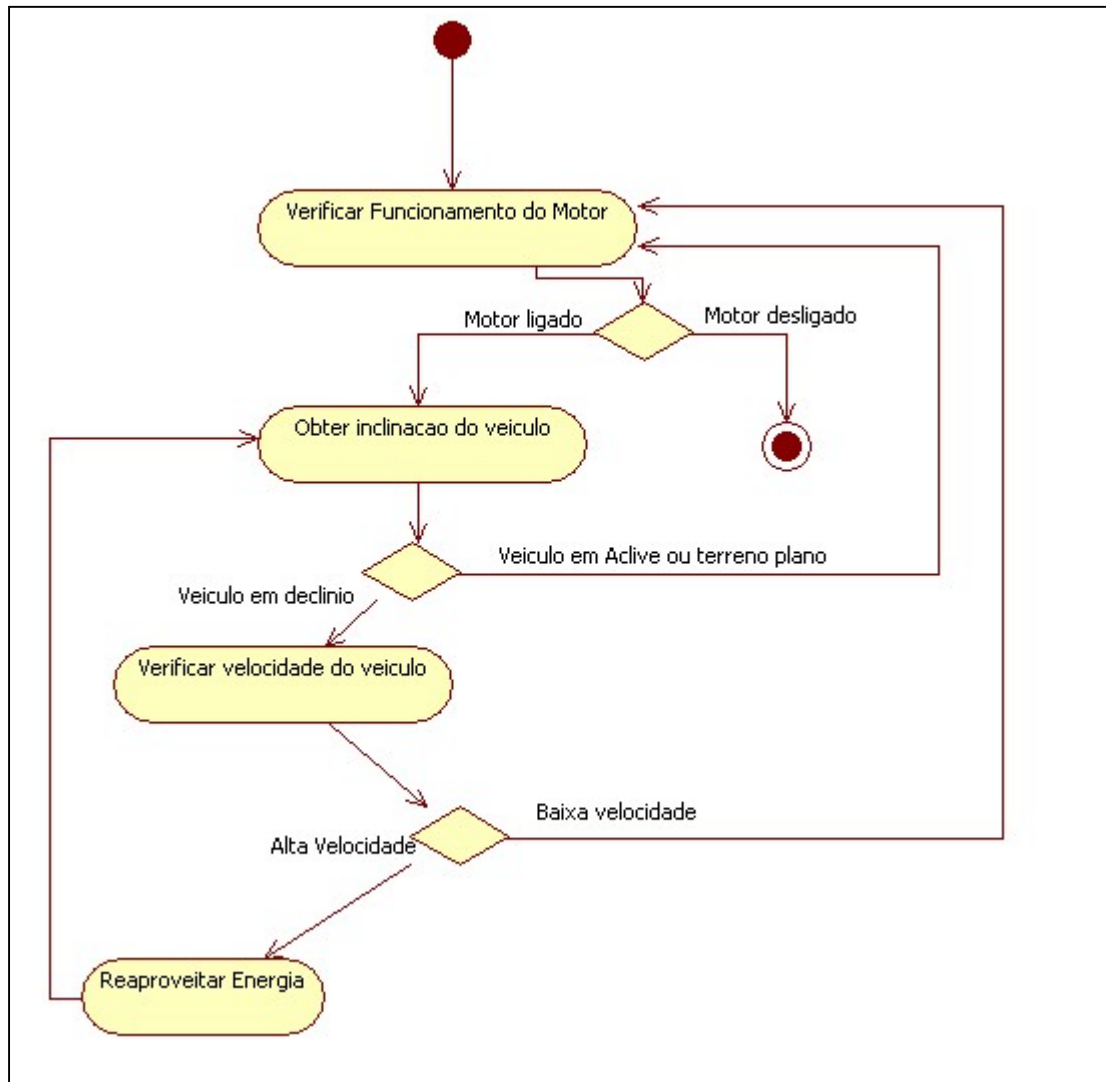 Verificar Funcionamento do Motor
Motor ligado
Motor desligado
Obter inclinacao do veiculo
Veiculo em Aclive ou terreno plano
Veiculo em declinio
Verificar velocidade do veiculo
Baixa velocidade
Alta Velocidade
Reaproveitar Energia